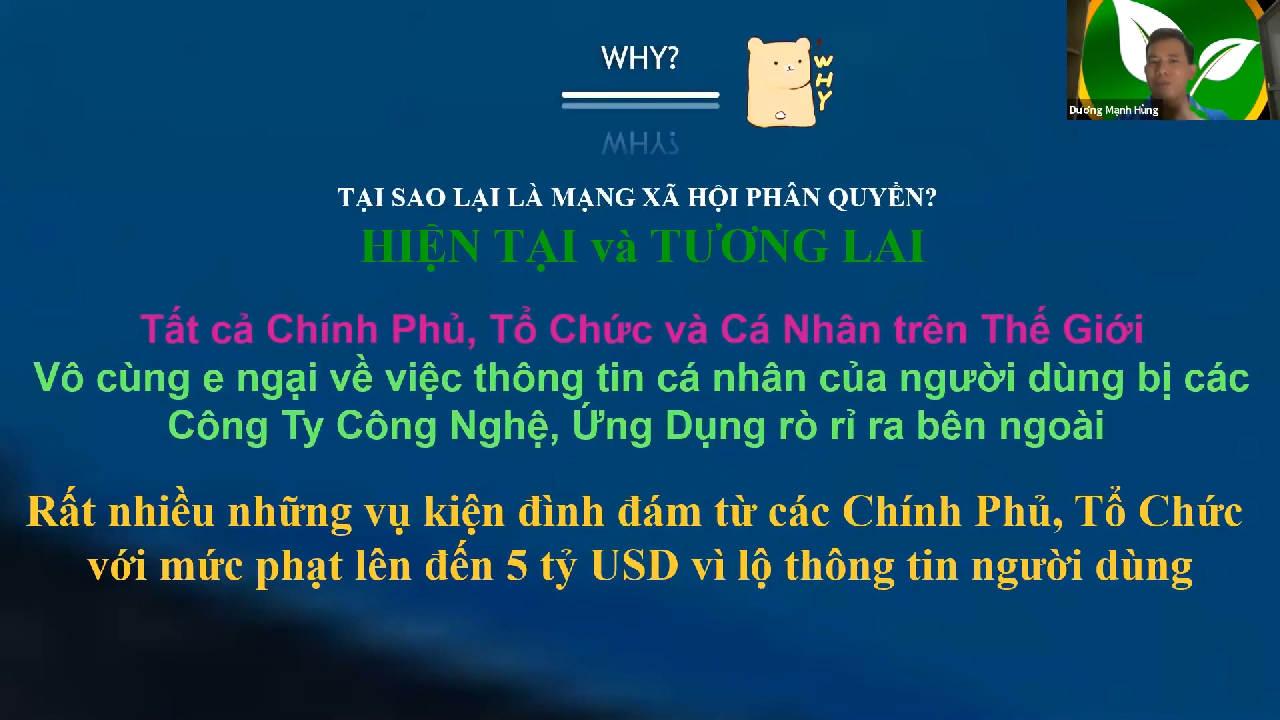 WHY?
WHY
WHY?
Dương Mạnh Hùng
TẠI SAO LẠI LÀ MẠNG XÃ HỘI PHÂN QUYỀN?
HIỆN TẠI và TƯƠNG LAI
Tất cả Chính Phủ, Tổ Chức và Cá Nhân trên Thế Giới
Vô cùng e ngại về việc thông tin cá nhân của người dùng bị các
Công Ty Công Nghệ, Ứng Dụng rò rỉ ra bên ngoài
Rất nhiều những vụ kiện đình đám từ các Chính Phủ, Tổ Chức
với mức phạt lên đến 5 tỷ USD vì lộ thông tin người dùng